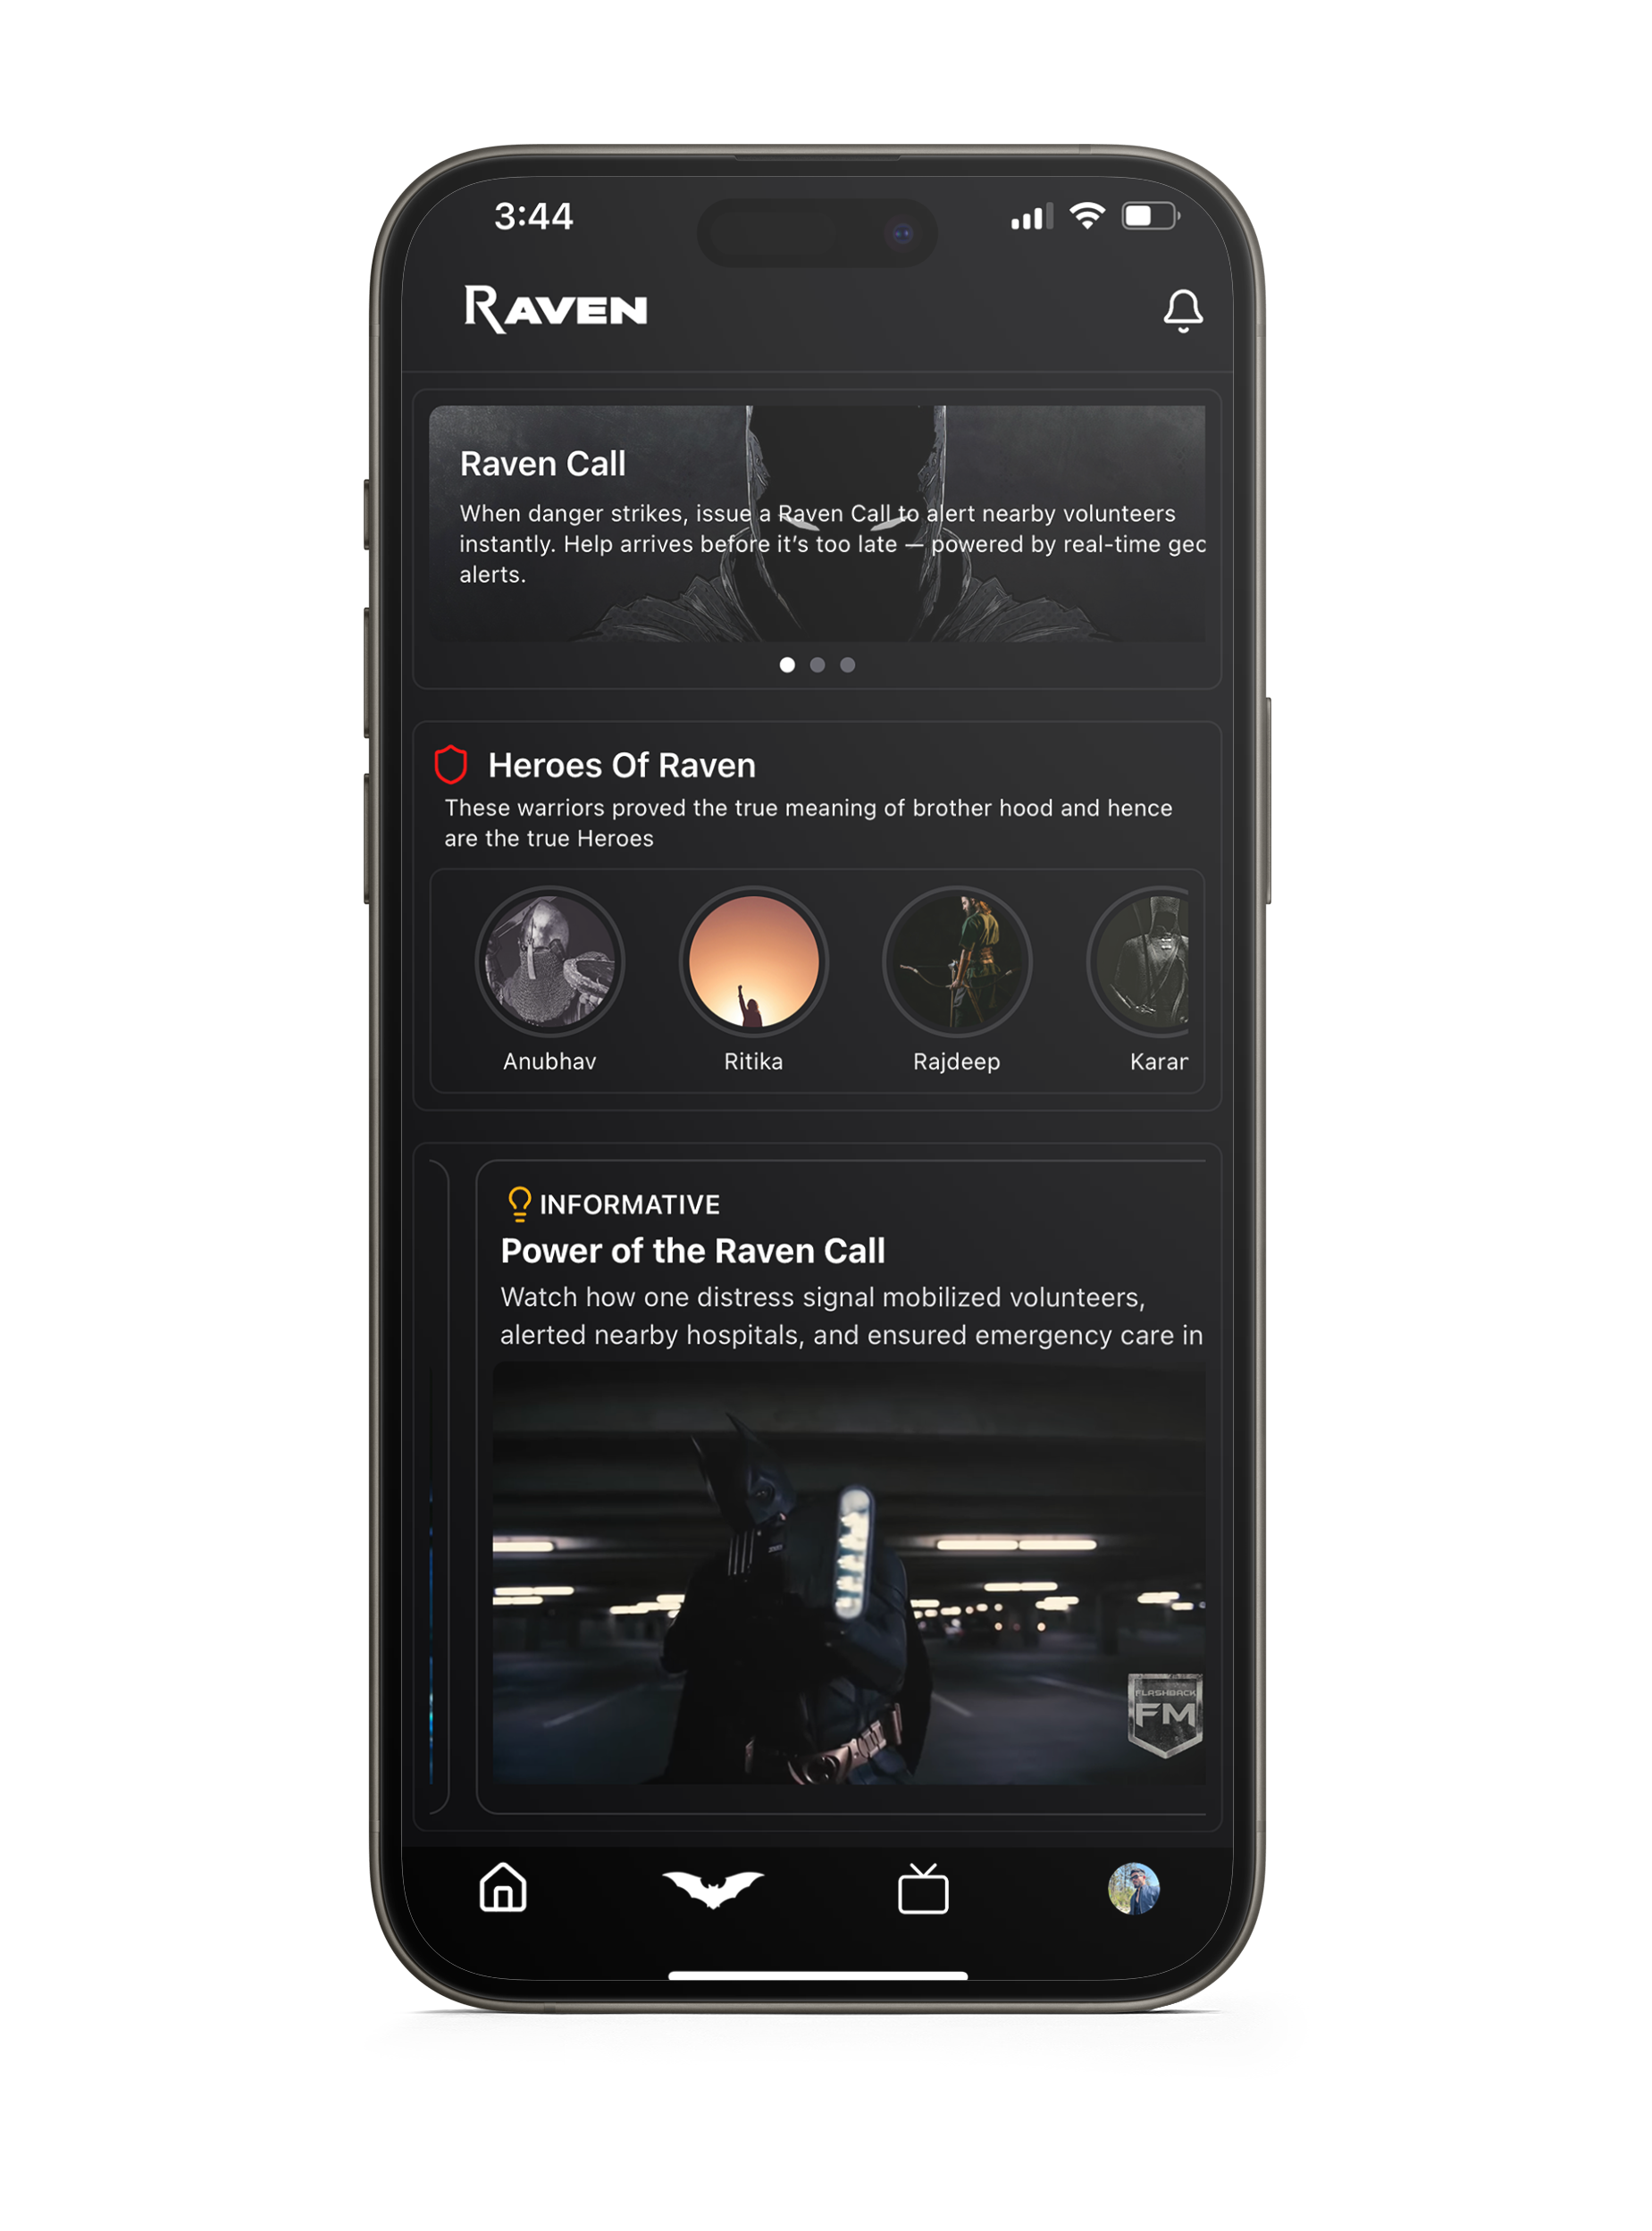 3:44
RAVEN
Raven Call
When danger strikes, issue a Raven Call to alert nearby volunteers
instantly. Help arrives before it's too late — powered by real-time geo
alerts.
Heroes Of Raven
These warriors proved the true meaning of brother hood and hence
are the true Heroes
Anubhav Ritika Rajdeep Karan
INFORMATIVE
Power of the Raven Call
Watch how one distress signal mobilized volunteers,
alerted nearby hospitals, and ensured emergency care in
FLASHBACK
FM